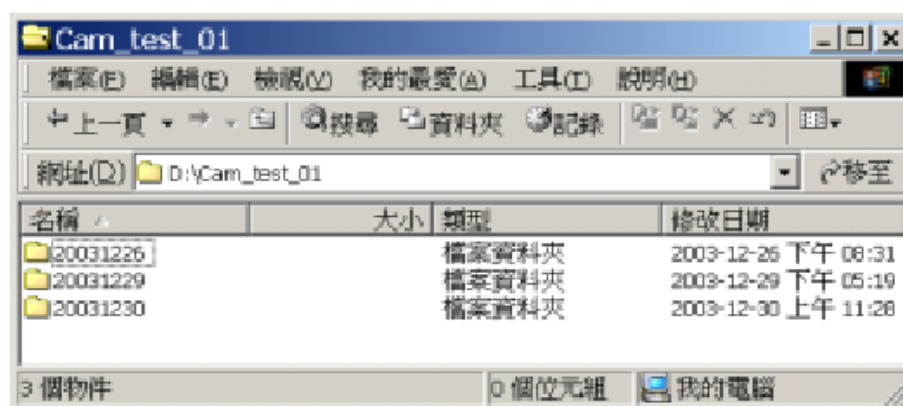 Cam_test_01
檔案(F) 編輯(E) 檢視(V) 我的最愛(A) 工具(T) 說明(H)
上一頁 搜尋 資料夾 記錄
網址(D) D:\Cam_test_01 移至
名稱 大小 類型 修改日期
20031226 檔案資料夾 2003-12-26 下午 08:31
20031229 檔案資料夾 2003-12-29 下午 05:19
20031230 檔案資料夾 2003-12-30 上午 11:28
3 個物件 0 個位元組 我的電腦